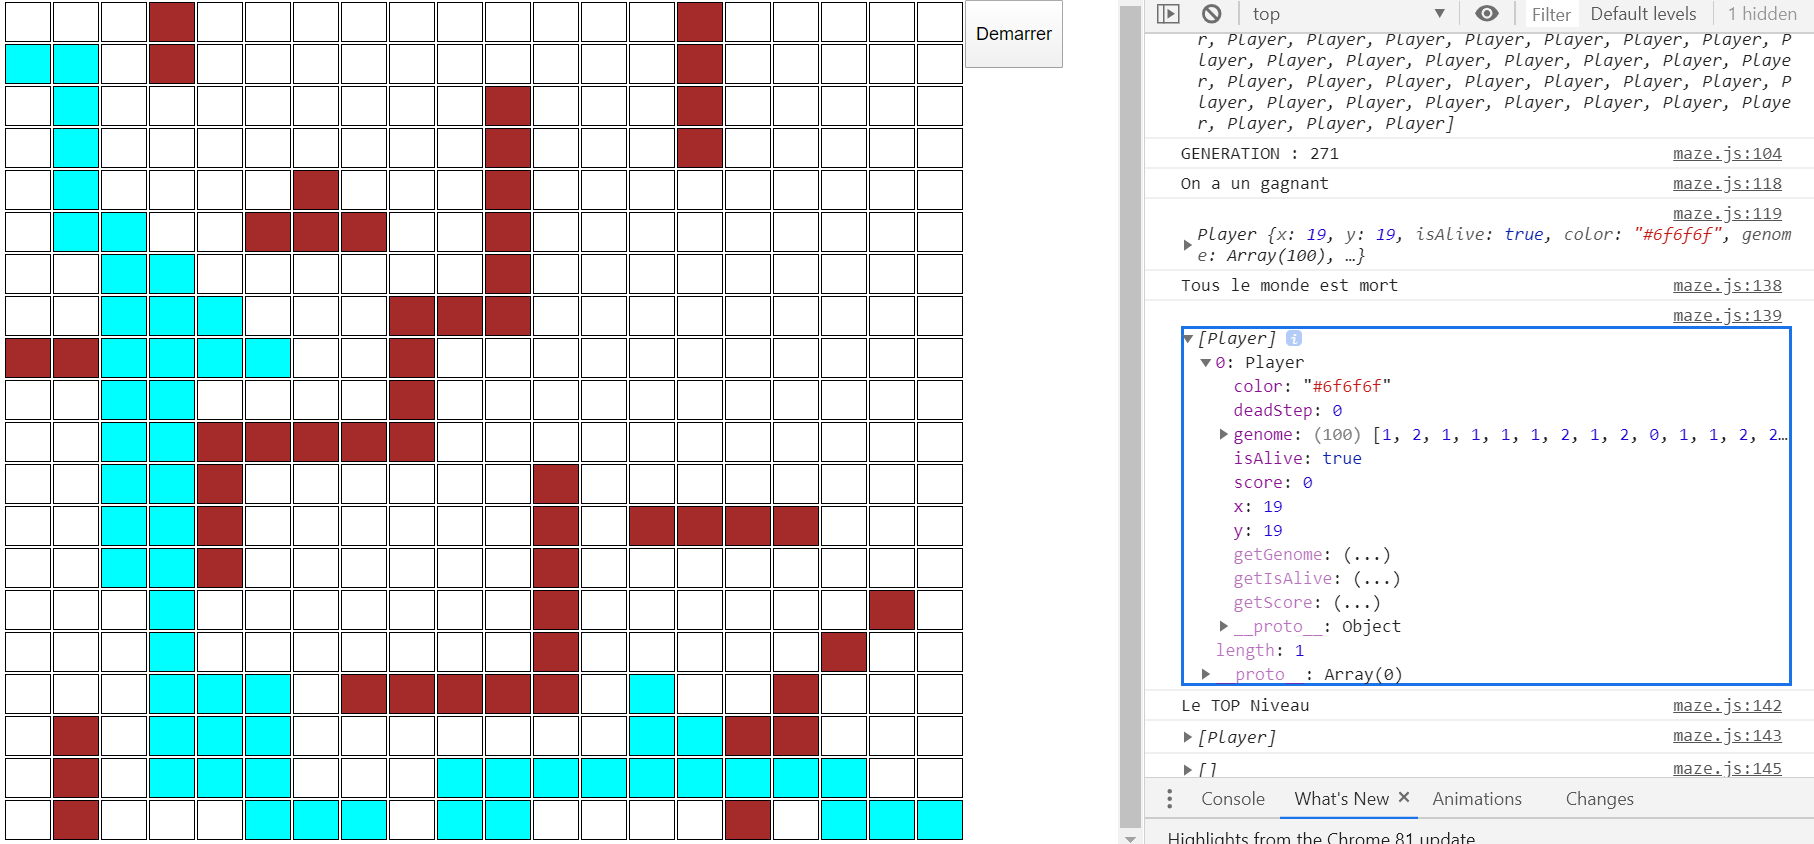 Demarrer
top
Filter
Default levels
1 hidden
r, Player, Player, Player, Player, Player, Player, Player, P
layer, Player, Player, Player, Player, Player, Player, Playe
r, Player, Player, Player, Player, Player, Player, Player, P
layer, Player, Player, Player, Player, Player, Player, Playe
r, Player, Player, Player]
GENERATION : 271 maze.js:104
On a un gagnant maze.js:118
maze.js:119
Player {x: 19, y: 19, isAlive: true, color: "#6f6f6f", genom
e: Array(100), …}
Tous le monde est mort maze.js:138
maze.js:139
[Player] i
0: Player
color: "#6f6f6f"
deadStep: 0
genome: (100) [1, 2, 1, 1, 1, 1, 2, 1, 2, 0, 1, 1, 2, 2…
isAlive: true
score: 0
x: 19
y: 19
getGenome: (...)
getIsAlive: (...)
getScore: (...)
__proto__: Object
length: 1
__proto__: Array(0)
Le TOP Niveau maze.js:142
[Player] maze.js:143
[] maze.js:145
Console What's New × Animations Changes
Highlights from the Chrome 81 update